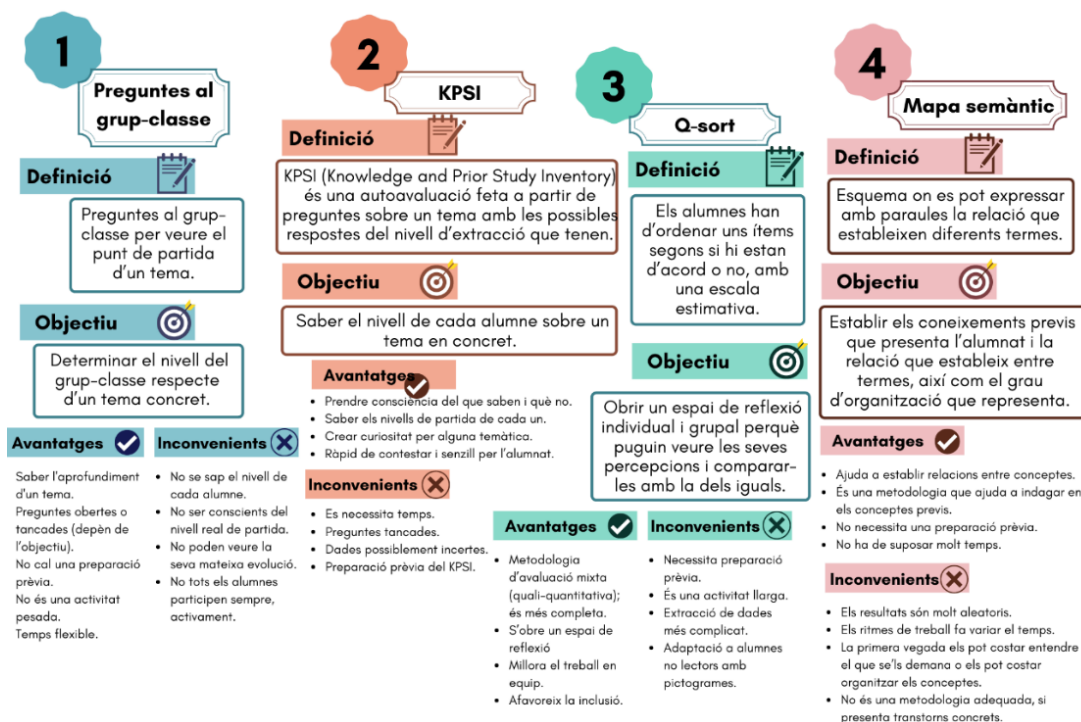 1
Preguntes al
grup-classe
Definició
Preguntes al grup-
classe per veure el
punt de partida
d'un tema.
Objectiu
Determinar el nivell del
grup-classe respecte
d'un tema concret.
Avantatges
Saber l'aprofundiment
d'un tema.
Preguntes obertes o
tancades (depèn de
l'objectiu).
No cal una preparació
prèvia.
No és una activitat
pesada.
Temps flexible.
Inconvenients
• No se sap el nivell de
cada alumne.
• No ser conscients del
nivell real de partida.
• No poden veure la
seva mateixa evolució.
• No tots els alumnes
participen sempre,
activament.
2
KPSI
Definició
KPSI (Knowledge and Prior Study Inventory)
és una autoavaluació feta a partir de
preguntes sobre un tema amb les possibles
respostes del nivell d'extracció que tenen.
Objectiu
Saber el nivell de cada alumne sobre un
tema en concret.
Avantatges
• Prendre consciència del que saben i què no.
• Saber els nivells de partida de cada un.
• Crear curiositat per alguna temàtica.
• Ràpid de contestar i senzill per l'alumnat.
Inconvenients
• Es necessita temps.
• Preguntes tancades.
• Dades possiblement incertes.
• Preparació prèvia del KPSI.
3
Q-sort
Definició
Els alumnes han
d'ordenar uns ítems
segons si hi estan
d'acord o no, amb
una escala
estimativa.
Objectiu
Obrir un espai de reflexió
individual i grupal perquè
puguin veure les seves
percepcions i comparar-
les amb la dels iguals.
Avantatges
• Metodologia
d'avaluació mixta
(quali-quantitativa);
és més completa.
• S'obre un espai de
reflexió
• Millora el treball en
equip.
• Afavoreix la inclusió.
Inconvenients
• Necessita preparació
prèvia.
• És una activitat llarga.
• Extracció de dades
més complicat.
• Adaptació a alumnes
no lectors amb
pictogrames.
4
Mapa semàntic
Definició
Esquema on es pot expressar
amb paraules la relació que
estableixen diferents termes.
Objectiu
Establir els coneixements previs
que presenta l'alumnat i la
relació que estableix entre
termes, així com el grau
d'organització que representa.
Avantatges
• Ajuda a establir relacions entre conceptes.
• És una metodologia que ajuda a indagar en
els conceptes previs.
• No necessita una preparació prèvia.
• No ha de suposar molt temps.
Inconvenients
• Els resultats són molt aleatoris.
• Els ritmes de treball fa variar el temps.
• La primera vegada els pot costar entendre
el que se'ls demana o els pot costar
organitzar els conceptes.
• No és una metodologia adequada, si
presenta transtorns concrets.